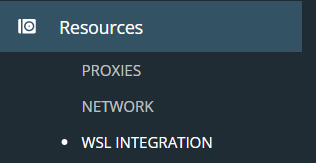 Resources
PROXIES
NETWORK
WSL INTEGRATION